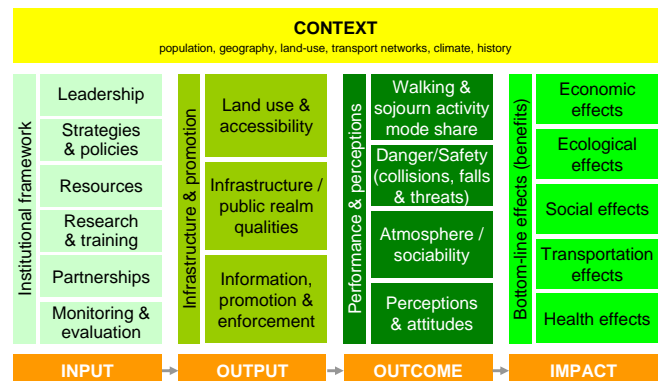 CONTEXT
population, geography, land-use, transport networks, climate, history
Institutional framework
Leadership
Strategies
& policies
Resources
Research
& training
Partnerships
Monitoring &
evaluation
Infrastructure & promotion
Land use &
accessibility
Infrastructure /
public realm
qualities
Information,
promotion &
enforcement
Performance & perceptions
Walking &
sojourn activity
mode share
Danger/Safety
(collisions, falls
& threats)
Atmosphere /
sociability
Perceptions
& attitudes
Bottom-line effects (benefits)
Economic
effects
Ecological
effects
Social effects
Transportation
effects
Health effects
INPUT
OUTPUT
OUTCOME
IMPACT